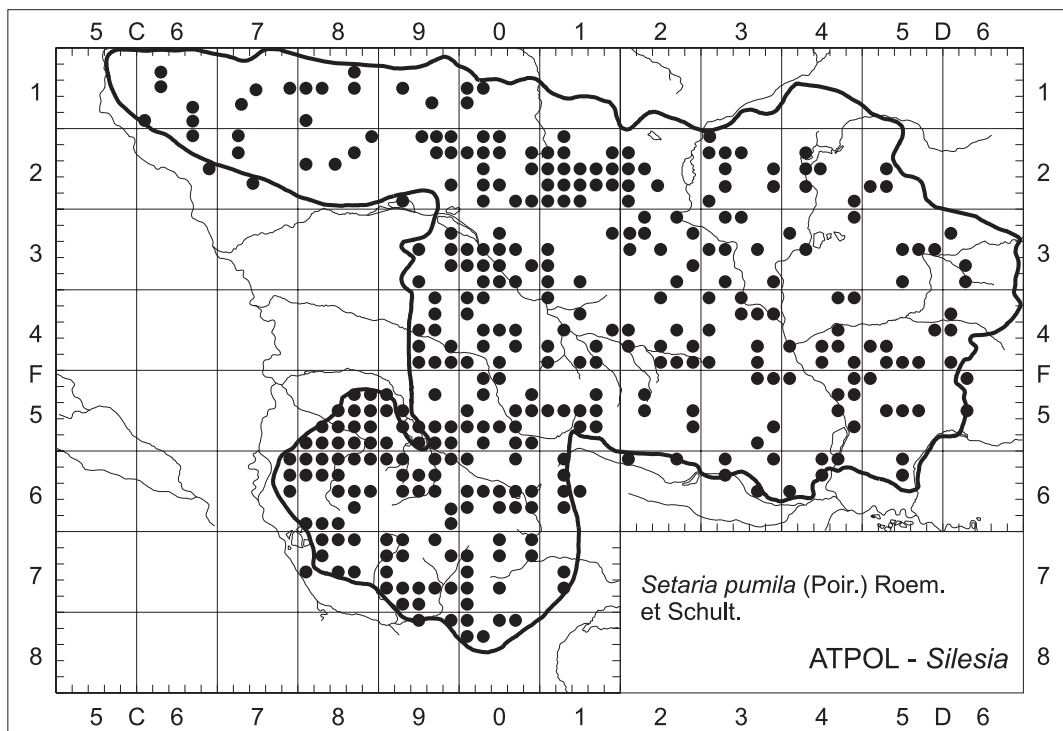 5 C 6 7 8 9 0 1 2 3 4 5 D 6
1 1
2 2
3 3
4 4
F F
5 5
6 6
7 7
Setaria pumila (Poir.) Roem.
et Schult.
ATPOL - Silesia
8 8
5 C 6 7 8 9 0 1 2 3 4 5 D 6